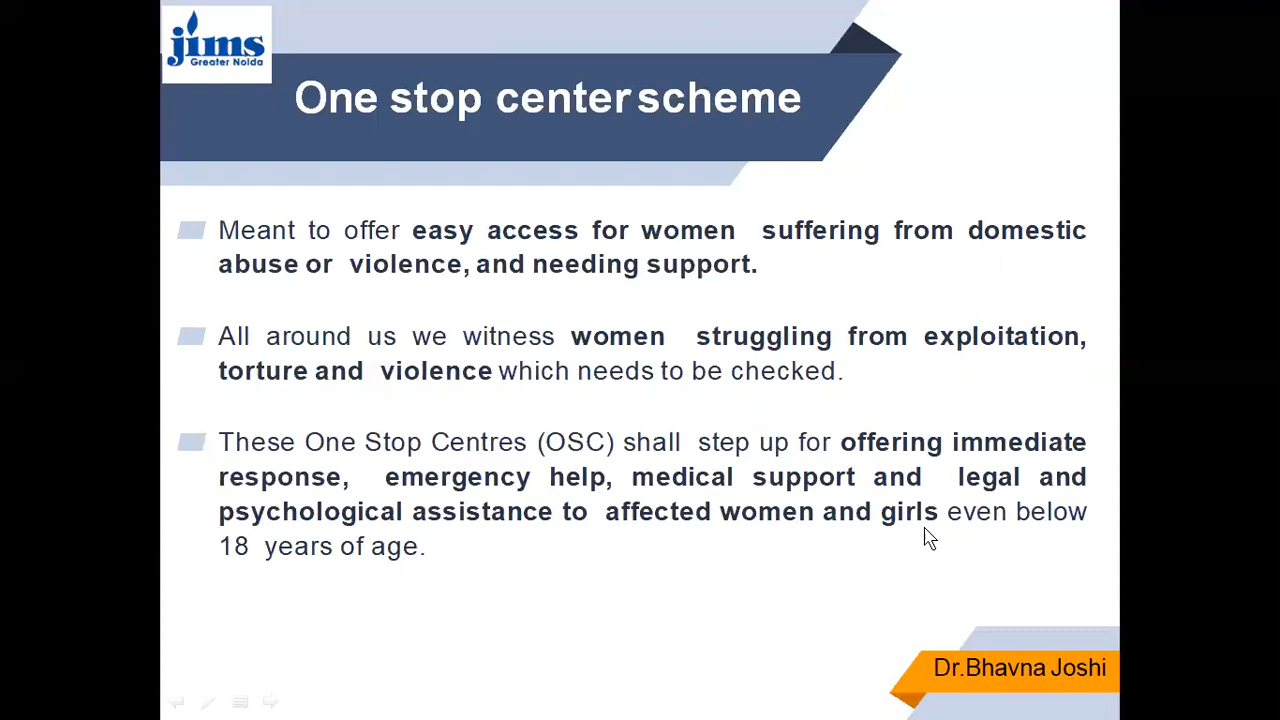 jims
Greater Noida
One stop center scheme
Meant to offer easy access for women suffering from domestic
abuse or violence, and needing support.
All around us we witness women struggling from exploitation,
torture and violence which needs to be checked.
These One Stop Centres (OSC) shall step up for offering immediate
response, emergency help, medical support and legal and
psychological assistance to affected women and girls even below
18 years of age.
Dr.Bhavna Joshi